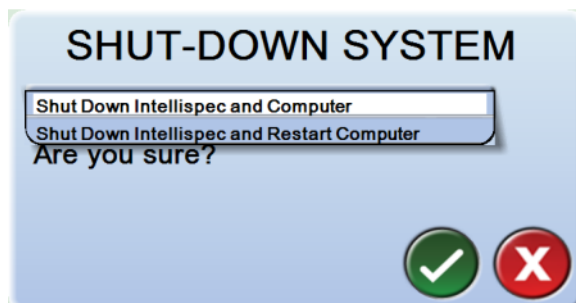 SHUT-DOWN SYSTEM
Shut Down Intellispec and Computer
Shut Down Intellispec and Restart Computer
Are you sure?